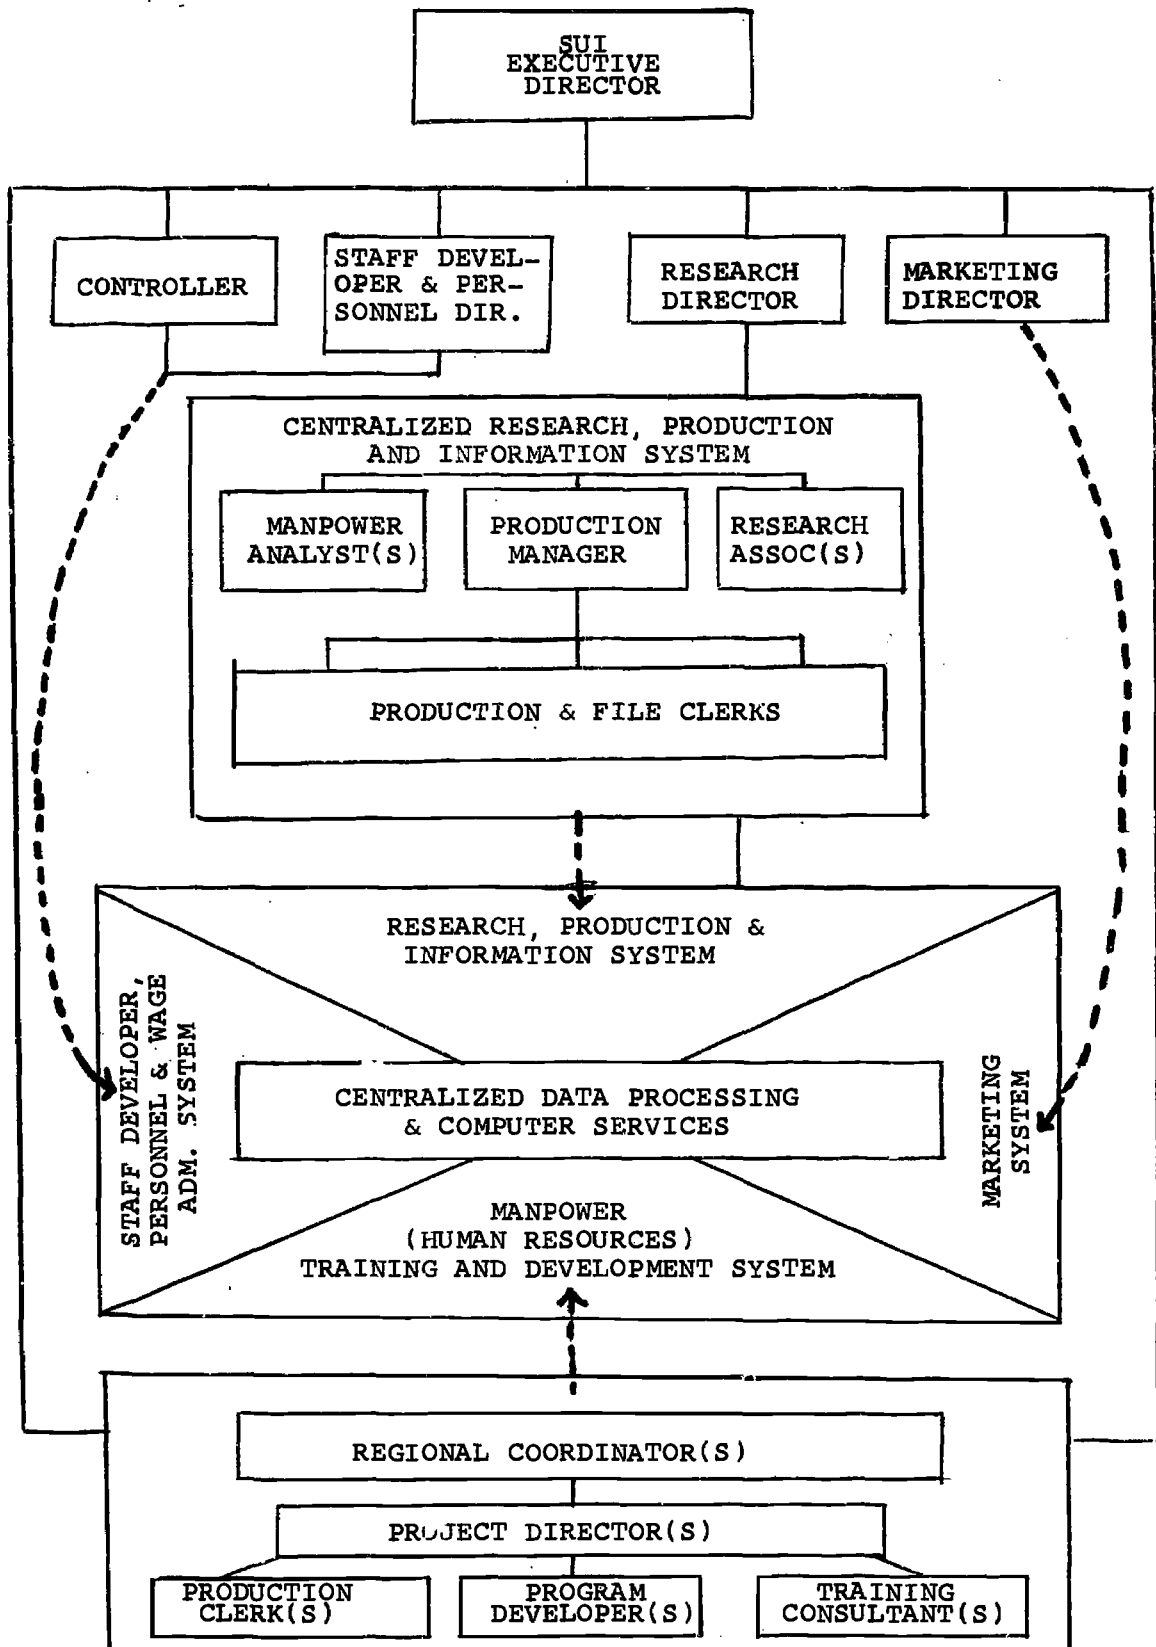 SUI
EXECUTIVE
DIRECTOR
CONTROLLER
STAFF DEVEL-
OPER & PER-
SONNEL DIR.
RESEARCH
DIRECTOR
MARKETING
DIRECTOR
CENTRALIZED RESEARCH, PRODUCTION
AND INFORMATION SYSTEM
MANPOWER
ANALYST(S)
PRODUCTION
MANAGER
RESEARCH
ASSOC(S)
PRODUCTION & FILE CLERKS
RESEARCH, PRODUCTION &
INFORMATION SYSTEM
STAFF DEVELOPER,
PERSONNEL & WAGE
ADM. SYSTEM
CENTRALIZED DATA PROCESSING
& COMPUTER SERVICES
MARKETING
SYSTEM
MANPOWER
(HUMAN RESOURCES)
TRAINING AND DEVELOPMENT SYSTEM
REGIONAL COORDINATOR(S)
PROJECT DIRECTOR(S)
PRODUCTION
CLERK(S)
PROGRAM
DEVELOPER(S)
TRAINING
CONSULTANT(S)